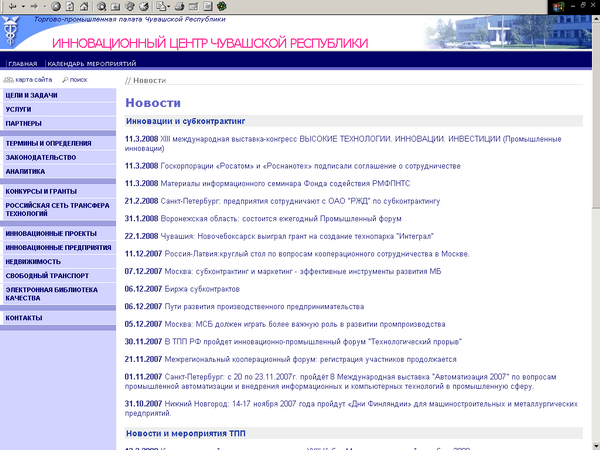 Торгово-промышленная палата Чувашской Республики
ИННОВАЦИОННЫЙ ЦЕНТР ЧУВАШСКОЙ РЕСПУБЛИКИ
ГЛАВНАЯ КАЛЕНДАРЬ МЕРОПРИЯТИЙ
карта сайта поиск
// Новости
ЦЕЛИ И ЗАДАЧИ
УСЛУГИ
ПАРТНЕРЫ
ТЕРМИНЫ И ОПРЕДЕЛЕНИЯ
ЗАКОНОДАТЕЛЬСТВО
АНАЛИТИКА
КОНКУРСЫ И ГРАНТЫ
РОССИЙСКАЯ СЕТЬ ТРАНСФЕРА
ТЕХНОЛОГИЙ
ИННОВАЦИОННЫЕ ПРОЕКТЫ
ИННОВАЦИОННЫЕ ПРЕДПРИЯТИЯ
НЕДВИЖИМОСТЬ
СВОБОДНЫЙ ТРАНСПОРТ
ЭЛЕКТРОННАЯ БИБЛИОТЕКА
КАЧЕСТВА
КОНТАКТЫ
Новости
Инновации и субконтрактинг
11.3.2008 XIII международная выставка-конгресс ВЫСОКИЕ ТЕХНОЛОГИИ. ИННОВАЦИИ. ИНВЕСТИЦИИ (Промышленные
инновации)
11.3.2008 Госкорпорации «Росатом» и «Роснанотех» подписали соглашение о сотрудничестве
11.3.2008 Материалы информационного семинара Фонда содействия РМФПНТС
21.2.2008 Санкт-Петербург: предприятия сотрудничают с ОАО "РЖД" по субконтрактингу
31.1.2008 Воронежская область: состоится ежегодный Промышленный форум
22.1.2008 Чувашия: Новочебоксарск выиграл грант на создание технопарка "Интеграл"
11.12.2007 Россия-Латвия:круглый стол по вопросам кооперационного сотрудничества в Москве.
07.12.2007 Москва: субконтрактинг и маркетинг - эффективные инструменты развития МБ
06.12.2007 Биржа субконтрактов
06.12.2007 Пути развития производственного предпринимательства
05.12.2007 Москва: МСБ должен играть более важную роль в развитии промпроизводства
30.11.2007 В ТПП РФ пройдет инновационно-промышленный форум "Технологический прорыв"
21.11.2007 Межрегиональный кооперационный форум: регистрация участников продолжается
01.11.2007 Санкт-Петербург: с 20 по 23.11.2007г. пройдёт 8 Международная выставка "Автоматизация 2007" по вопросам
промышленной автоматизации и внедрения информационных и компьютерных технологий в промышленную сферу.
31.10.2007 Нижний Новгород: 14-17 ноября 2007 года пройдут «Дни Финляндии» для машиностроительных и металлургических
предприятий.
Новости и мероприятия ТПП